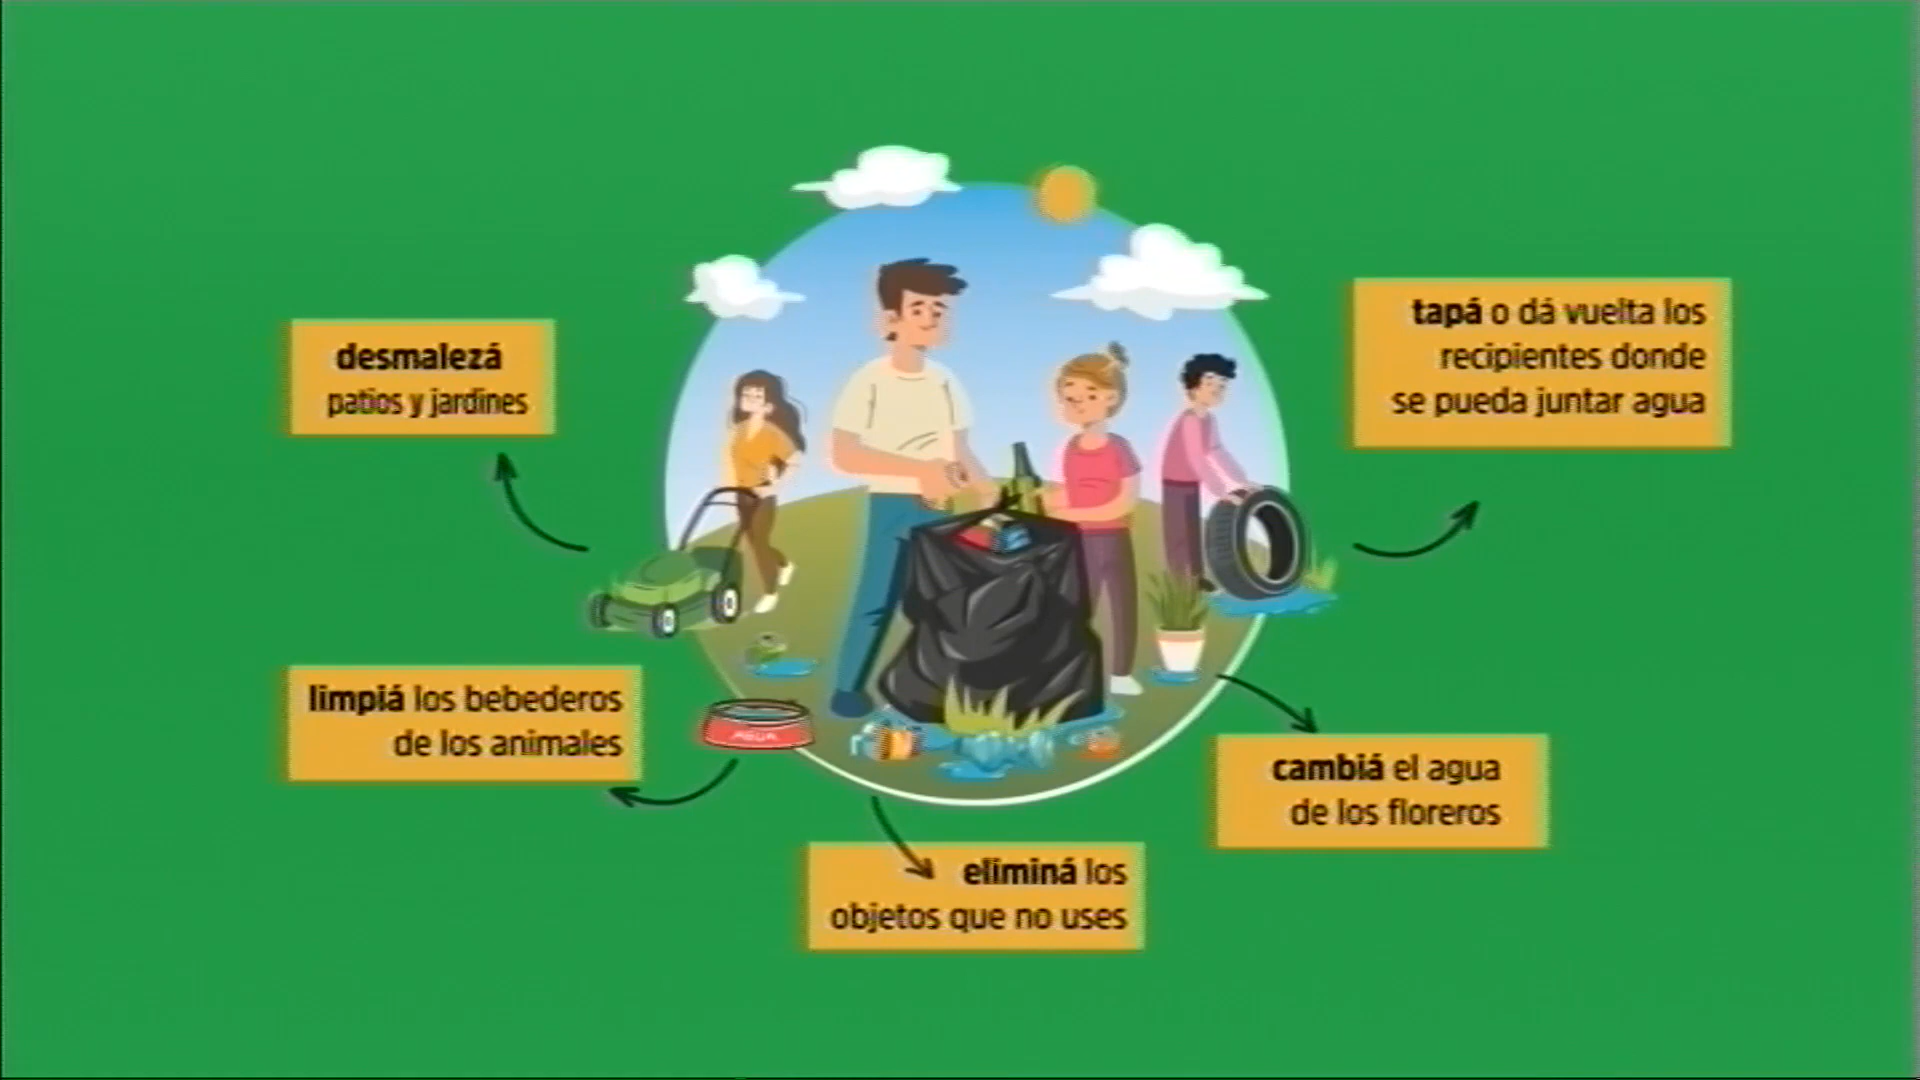 desmalezá
patios y jardines
tapá o dá vuelta los
recipientes donde
se pueda juntar agua
limpiá los bebederos
de los animales
AGUA
cambiá el agua
de los floreros
eliminá los
objetos que no uses